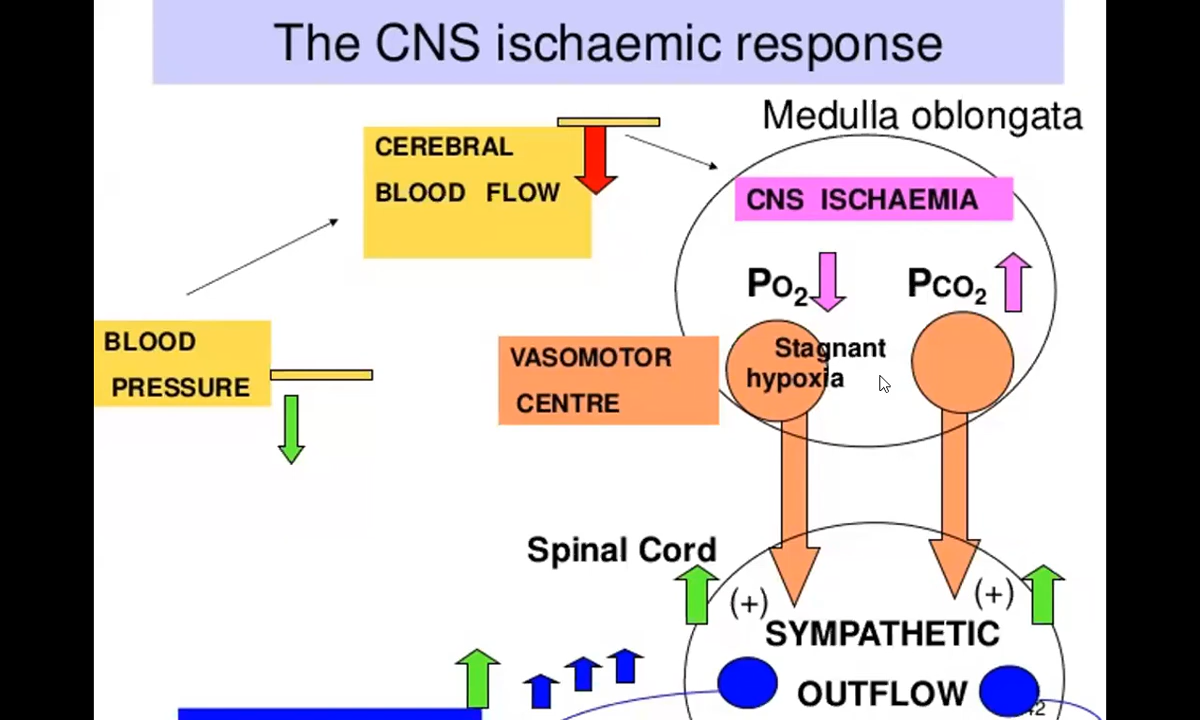 The CNS ischaemic response
Medulla oblongata
CEREBRAL
BLOOD FLOW
CNS ISCHAEMIA
PO2
PCO2
BLOOD
PRESSURE
VASOMOTOR
CENTRE
Stagnant
hypoxia
Spinal Cord
(+)
(+)
SYMPATHETIC
OUTFLOW